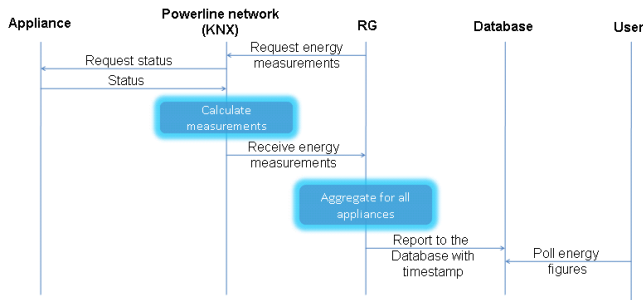 Appliance
Powerline network
(KNX)
RG
Database
User
Request energy
measurements
Request status
Status
Calculate
measurements
Receive energy
measurements
Aggregate for all
appliances
Report to the
Database with
timestamp
Poll energy
figures